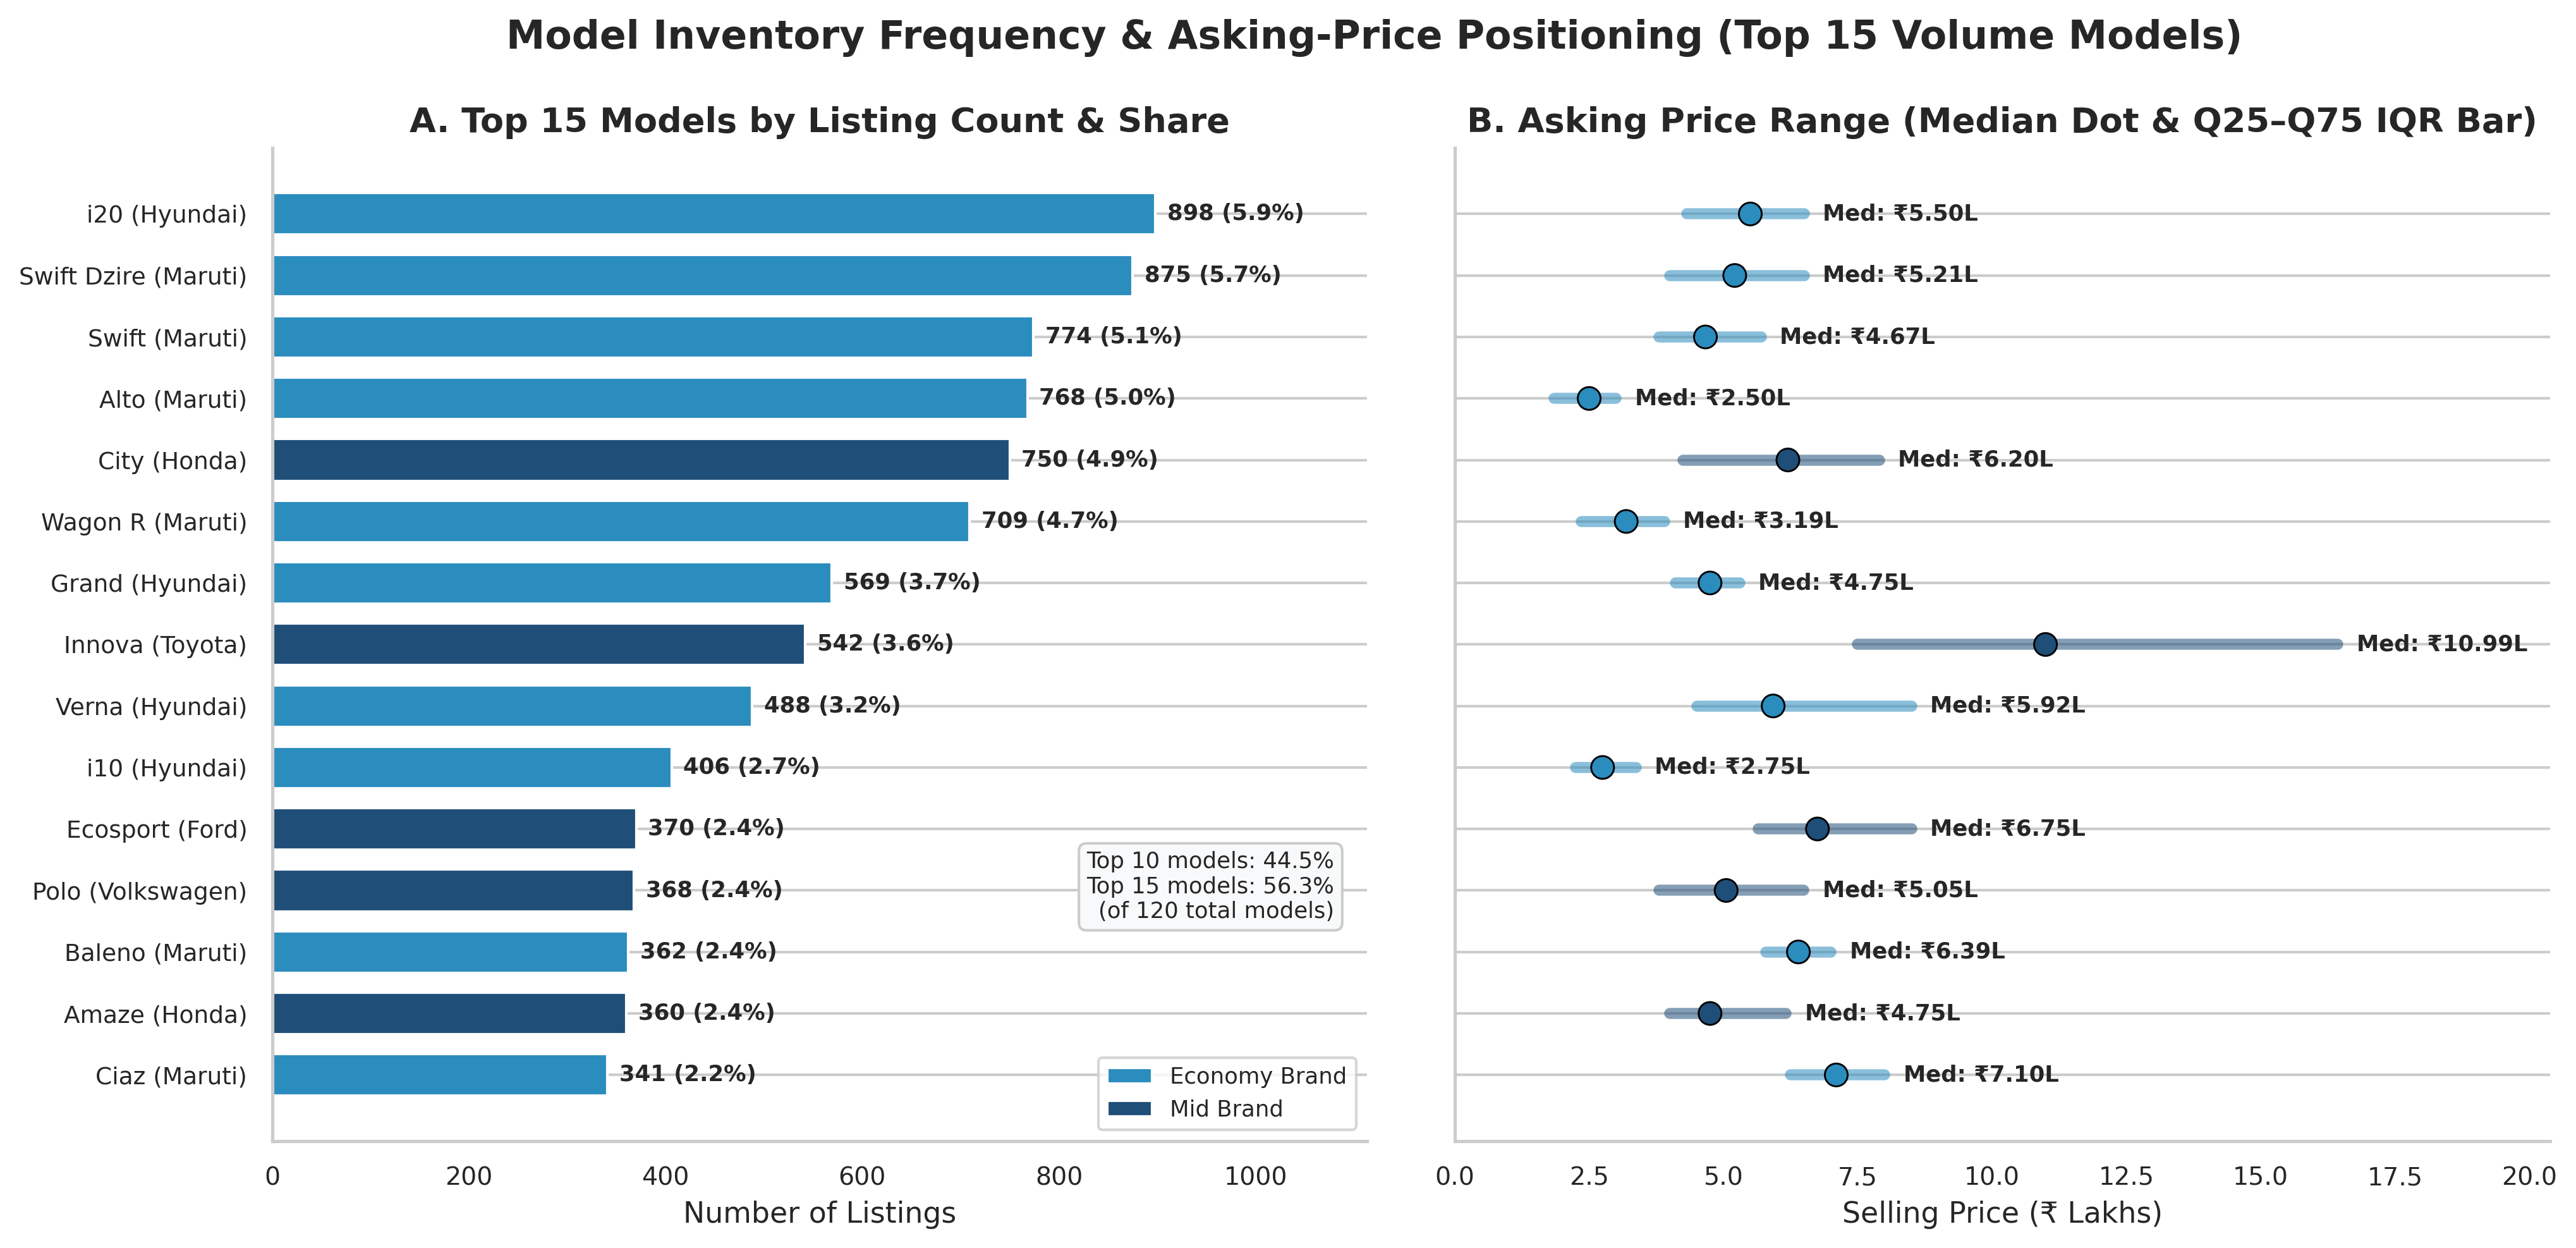 Model Inventory Frequency & Asking-Price Positioning (Top 15 Volume Models)
A. Top 15 Models by Listing Count & Share
i20 (Hyundai)
898 (5.9%)
Swift Dzire (Maruti)
875 (5.7%)
Swift (Maruti)
774 (5.1%)
Alto (Maruti)
768 (5.0%)
City (Honda)
750 (4.9%)
Wagon R (Maruti)
709 (4.7%)
Grand (Hyundai)
569 (3.7%)
Innova (Toyota)
542 (3.6%)
Verna (Hyundai)
488 (3.2%)
i10 (Hyundai)
406 (2.7%)
Ecosport (Ford)
370 (2.4%)
Polo (Volkswagen)
368 (2.4%)
Baleno (Maruti)
362 (2.4%)
Amaze (Honda)
360 (2.4%)
Ciaz (Maruti)
341 (2.2%)
Top 10 models: 44.5%
Top 15 models: 56.3%
(of 120 total models)
Economy Brand
Mid Brand
0 200 400 600 800 1000
Number of Listings
B. Asking Price Range (Median Dot & Q25–Q75 IQR Bar)
Med: ₹5.50L
Med: ₹5.21L
Med: ₹4.67L
Med: ₹2.50L
Med: ₹6.20L
Med: ₹3.19L
Med: ₹4.75L
Med: ₹10.99L
Med: ₹5.92L
Med: ₹2.75L
Med: ₹6.75L
Med: ₹5.05L
Med: ₹6.39L
Med: ₹4.75L
Med: ₹7.10L
0.0 2.5 5.0 7.5 10.0 12.5 15.0 17.5 20.0
Selling Price (₹ Lakhs)